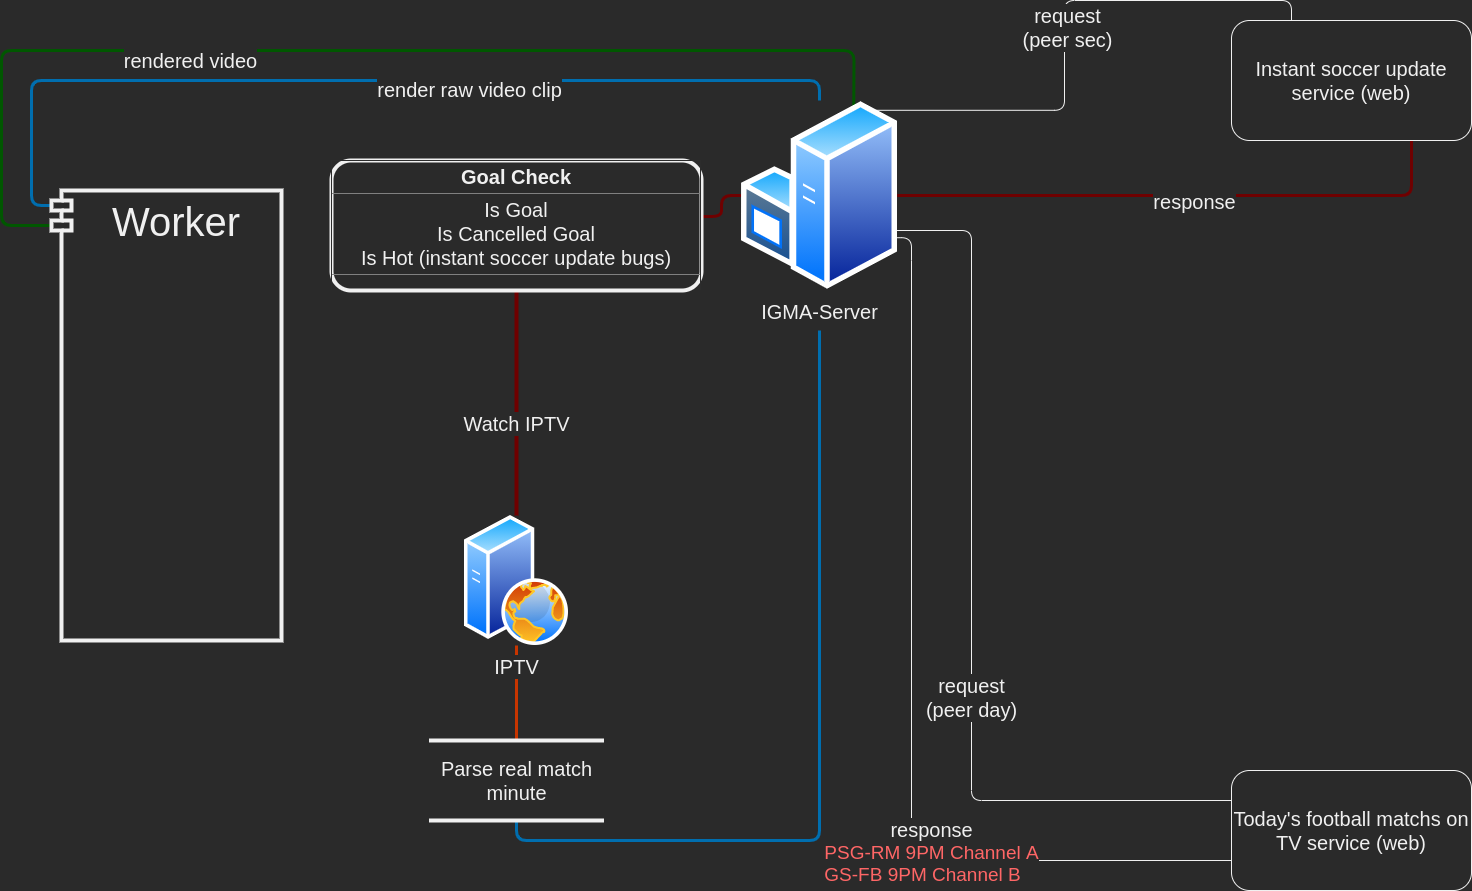 request
(peer sec)
Instant soccer update
service (web)
rendered video
render raw video clip
Goal Check
Is Goal
Is Cancelled Goal
Is Hot (instant soccer update bugs)
Worker
response
IGMA-Server
Watch IPTV
IPTV
request
(peer day)
Parse real match
minute
response
PSG-RM 9PM Channel A
GS-FB 9PM Channel B
Today's football matchs on
TV service (web)